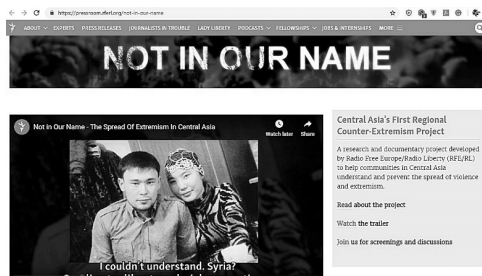 https://pressroom.rferl.org/not-in-our-name
ABOUT EXPERTS PRESS RELEASES JOURNALISTS IN TROUBLE LADY LIBERTY PODCASTS FELLOWSHIPS JOBS & INTERNSHIPS MORE
NOT IN OUR NAME
Not In Our Name - The Spread Of Extremism In Central Asia
Watch later Share
I couldn't understand. Syria?
Central Asia's First Regional
Counter-Extremism Project
A research and documentary project developed
by Radio Free Europe/Radio Liberty (RFE/RL)
to help communities in Central Asia
understand and prevent the spread of violence
and extremism.
Read about the project
Watch the trailer
Join us for screenings and discussions